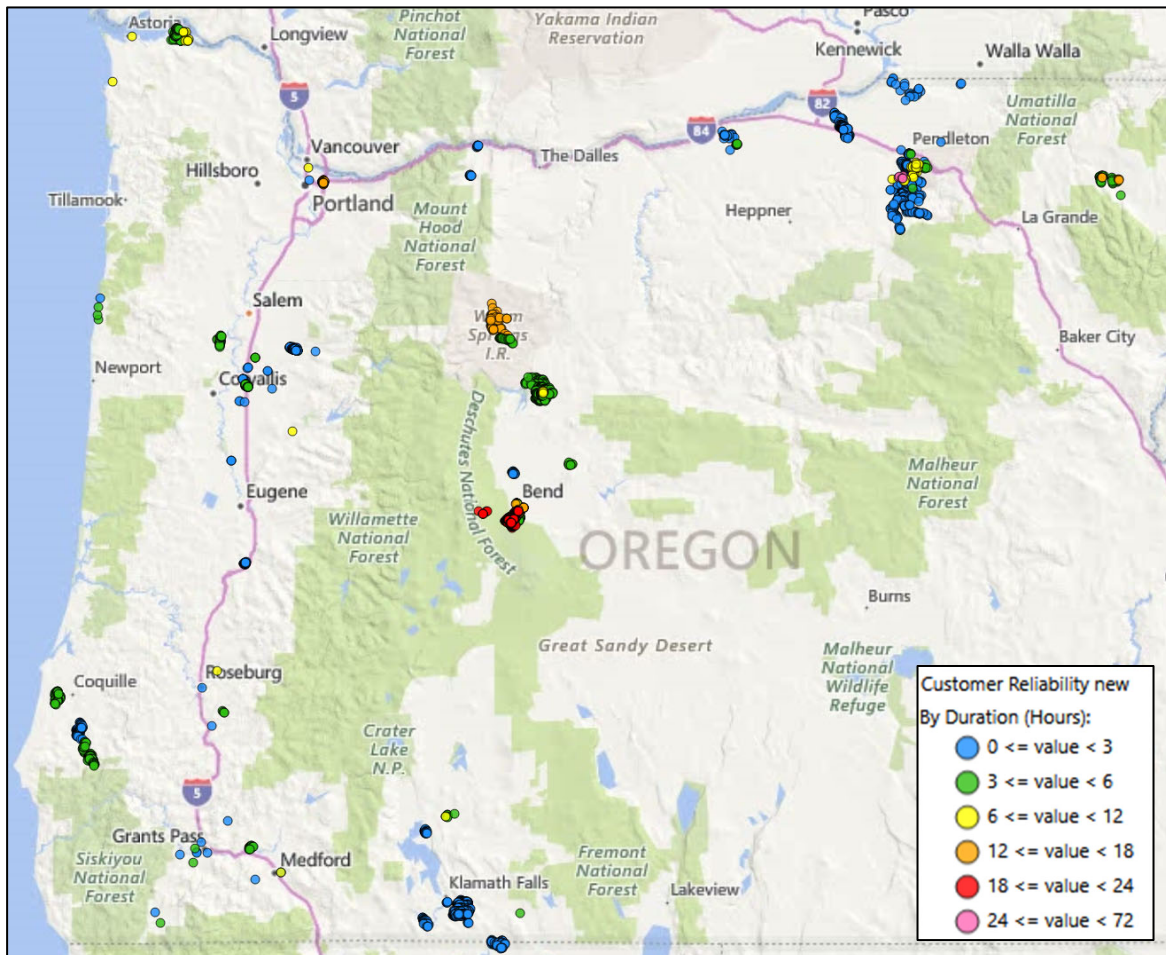 Astoria
Longview
Pinchot
National
Forest
Yakama Indian
Reservation
Pasco
Kennewick
Walla Walla
5
82
84
Umatilla
National
Forest
Vancouver
Hillsboro
Portland
The Dalles
Pendleton
Tillamook
Mount
Hood
National
Forest
Heppner
La Grande
Salem
Warm
Springs
I.R.
Baker City
Newport
Corvallis
Deschutes National Forest
Malheur
National
Forest
Eugene
Bend
Willamette
National
Forest
OREGON
Burns
Great Sandy Desert
Malheur
National
Wildlife
Refuge
Roseburg
Coquille
Crater
Lake
N.P.
5
Grants Pass
Medford
Siskiyou
National
Forest
Klamath Falls
Fremont
National
Forest
Lakeview
Customer Reliability new
By Duration (Hours):
0 <= value < 3
3 <= value < 6
6 <= value < 12
12 <= value < 18
18 <= value < 24
24 <= value < 72